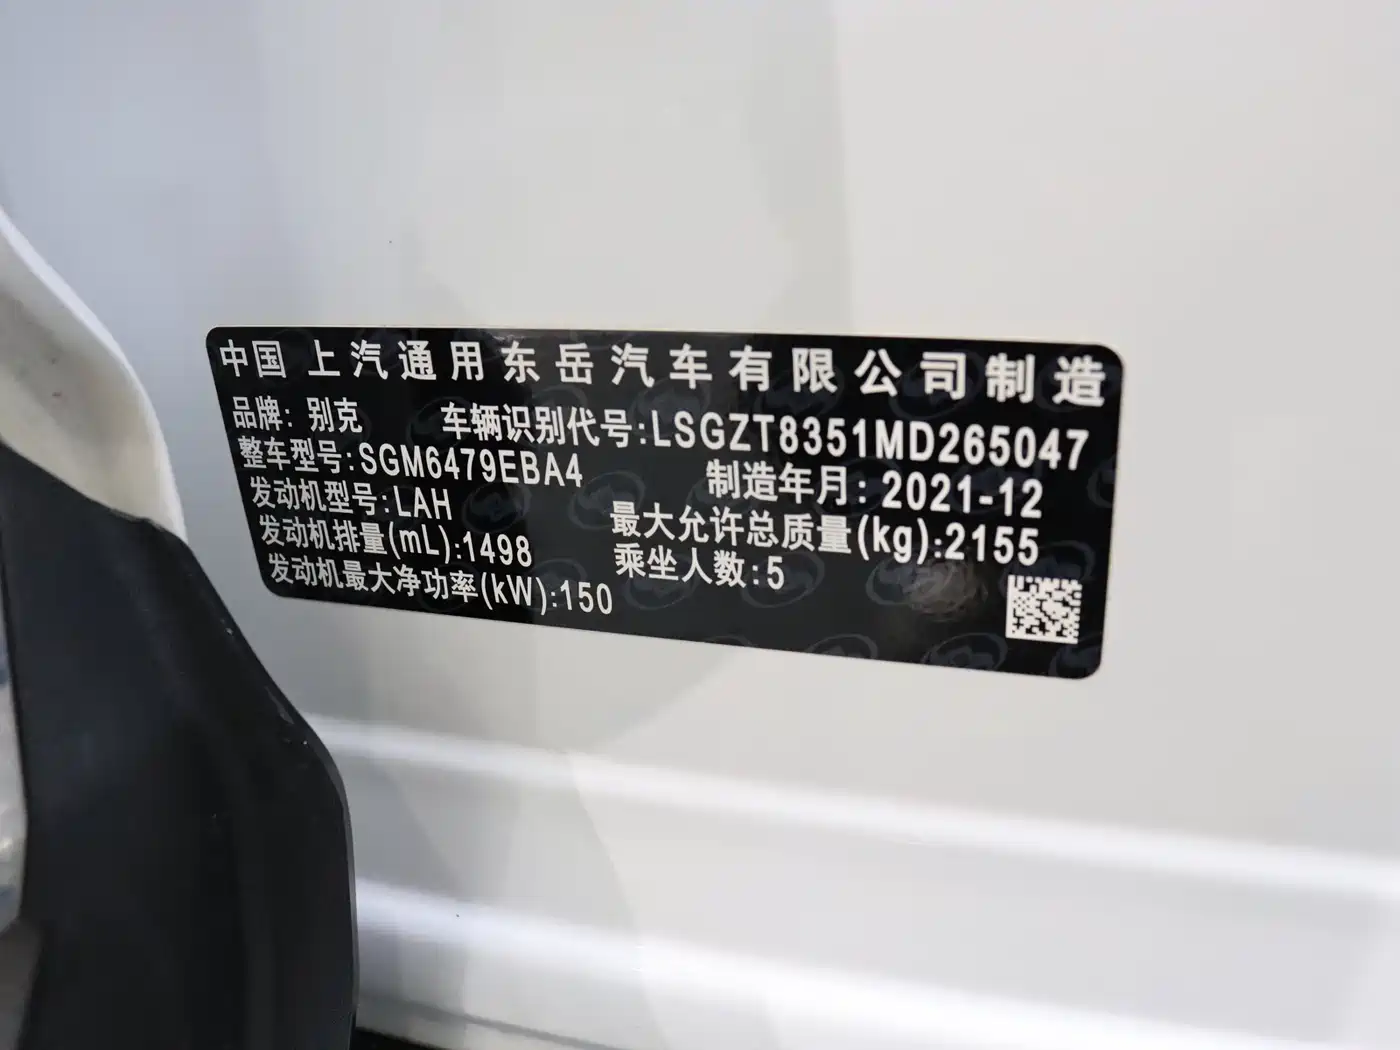 中国 上汽通用东岳汽车有限公司制造
品牌: 别克 车辆识别代号:LSGZT8351MD265047
整车型号:SGM6479EBA4 制造年月: 2021-12
发动机型号:LAH 最大允许总质量(kg):2155
发动机排量(mL):1498 乘坐人数:5
发动机最大净功率(kW):150